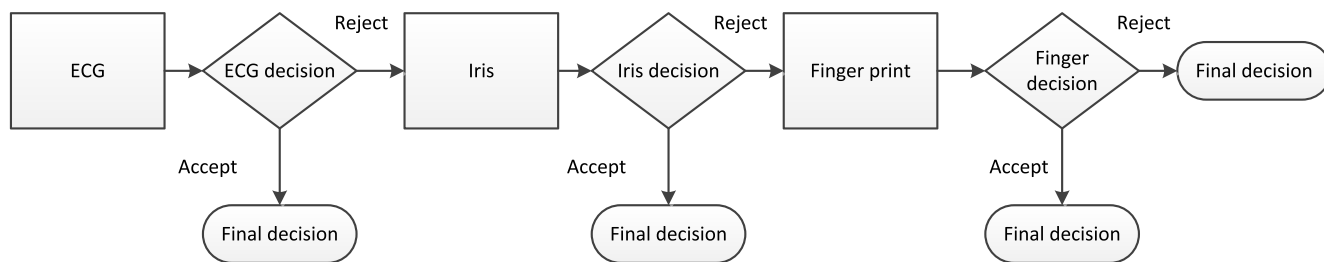 Reject
Reject
Reject
ECG
ECG decision
Iris
Iris decision
Finger print
Finger
decision
Final decision
Accept
Accept
Accept
Final decision
Final decision
Final decision